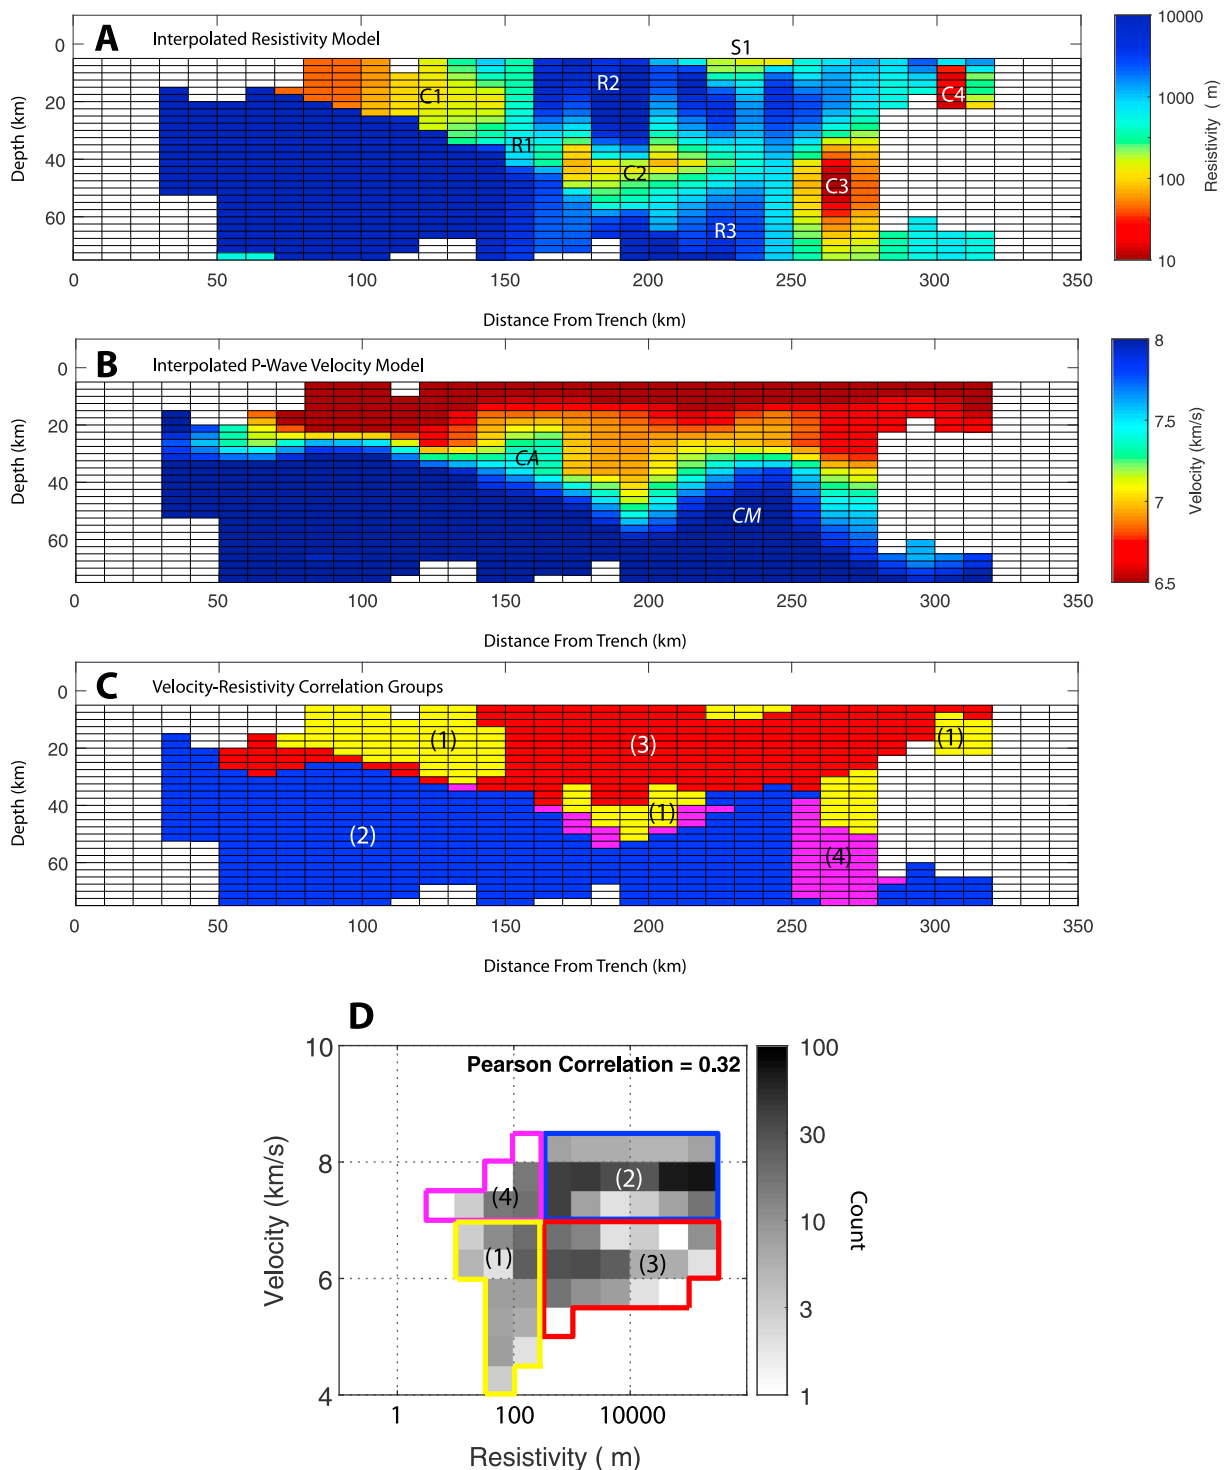 A Interpolated Resistivity Model
S1
R2
C1
C4
R1
C2
C3
R3
0
20
40
60
Depth (km)
0 50 100 150 200 250 300 350
Distance From Trench (km)
10000
1000
100
10
Resistivity ( m)
B Interpolated P-Wave Velocity Model
CA
CM
0
20
40
60
Depth (km)
0 50 100 150 200 250 300 350
Distance From Trench (km)
8
7.5
7
6.5
Velocity (km/s)
C Velocity-Resistivity Correlation Groups
(1)
(3)
(1)
(1)
(2)
(4)
0
20
40
60
Depth (km)
0 50 100 150 200 250 300 350
Distance From Trench (km)
D
Pearson Correlation = 0.32
(2)
(4)
(1)
(3)
10
8
6
4
Velocity (km/s)
1 100 10000
Resistivity ( m)
100
30
10
3
1
Count